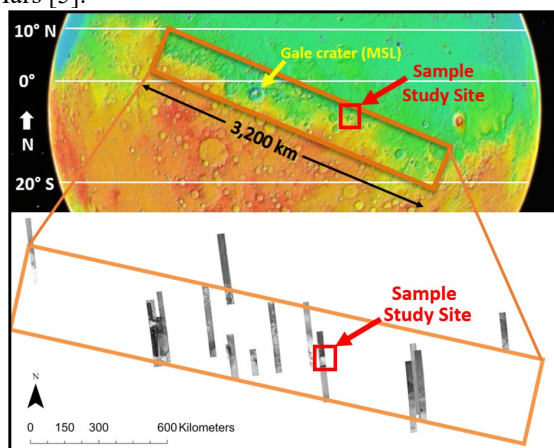 Mars [5].
10° N
Gale crater (MSL)
Sample
Study Site
0°
N
3,200 km
20° S
Sample
Study Site
N
0 150 300 600 Kilometers